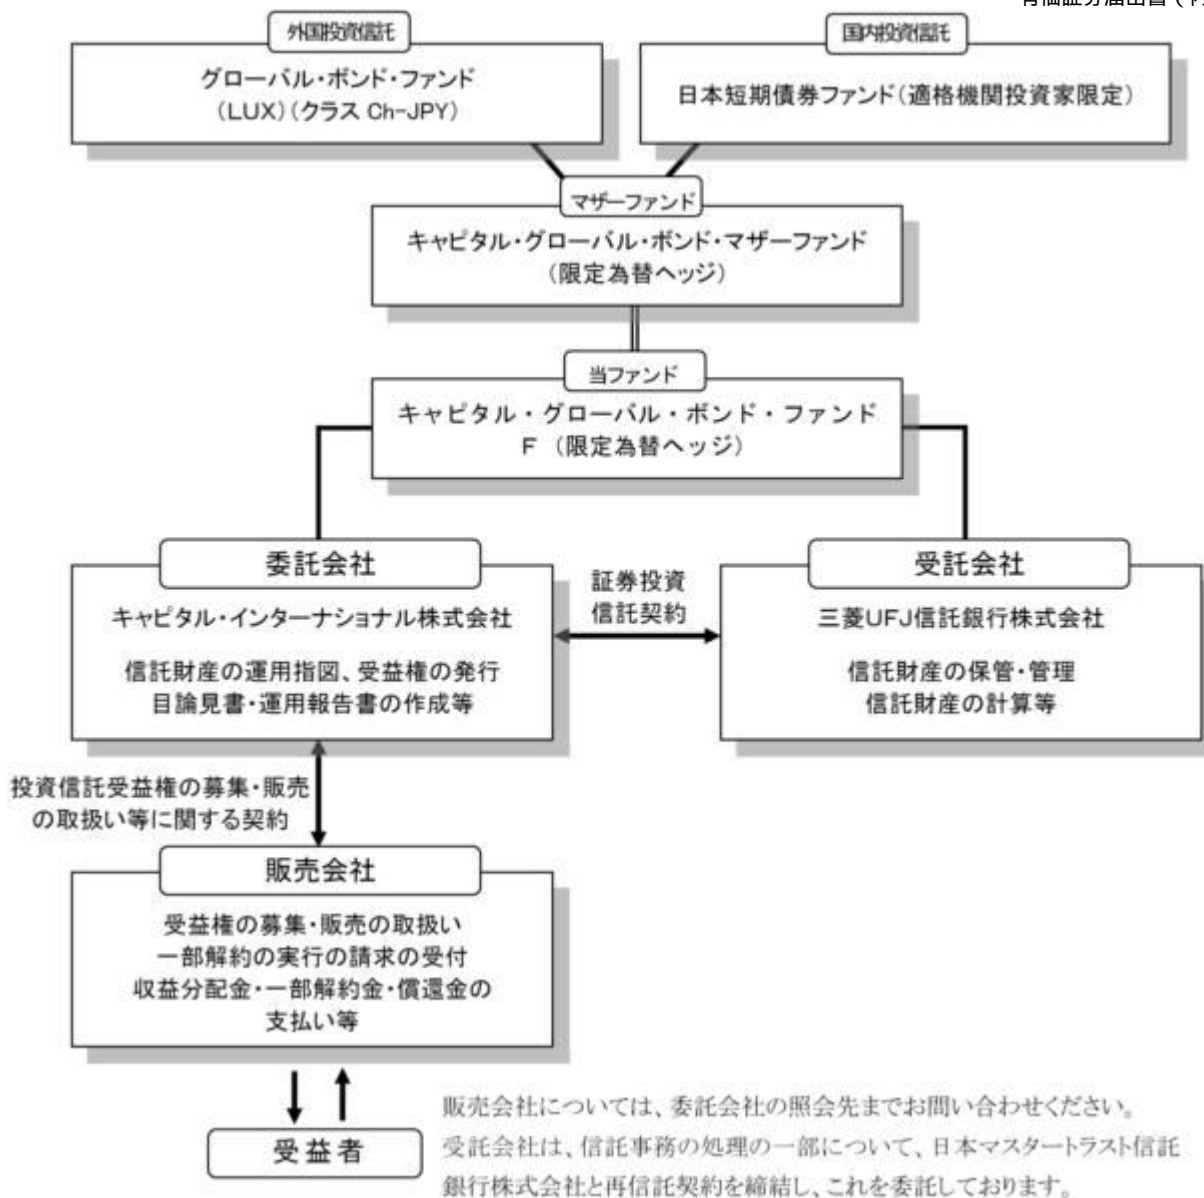 外国投資信託
グローバル・ボンド・ファンド
(LUX)(クラス Ch-JPY)
国内投資信託
日本短期債券ファンド(適格機関投資家限定)
マザーファンド
キャピタル・グローバル・ボンド・マザーファンド
(限定為替ヘッジ)
当ファンド
キャピタル・グローバル・ボンド・ファンド
F (限定為替ヘッジ)
委託会社
キャピタル・インターナショナル株式会社
信託財産の運用指図、受益権の発行
目論見書・運用報告書の作成等
証券投資
信託契約
受託会社
三菱UFJ信託銀行株式会社
信託財産の保管・管理
信託財産の計算等
投資信託受益権の募集・販売
の取扱い等に関する契約
販売会社
受益権の募集・販売の取扱い
一部解約の実行の請求の受付
収益分配金・一部解約金・償還金の
支払い等
受益者
販売会社については、委託会社の照会先までお問い合わせください。
受託会社は、信託事務の処理の一部について、日本マスタートラスト信託
銀行株式会社と再信託契約を締結し、これを委託しております。